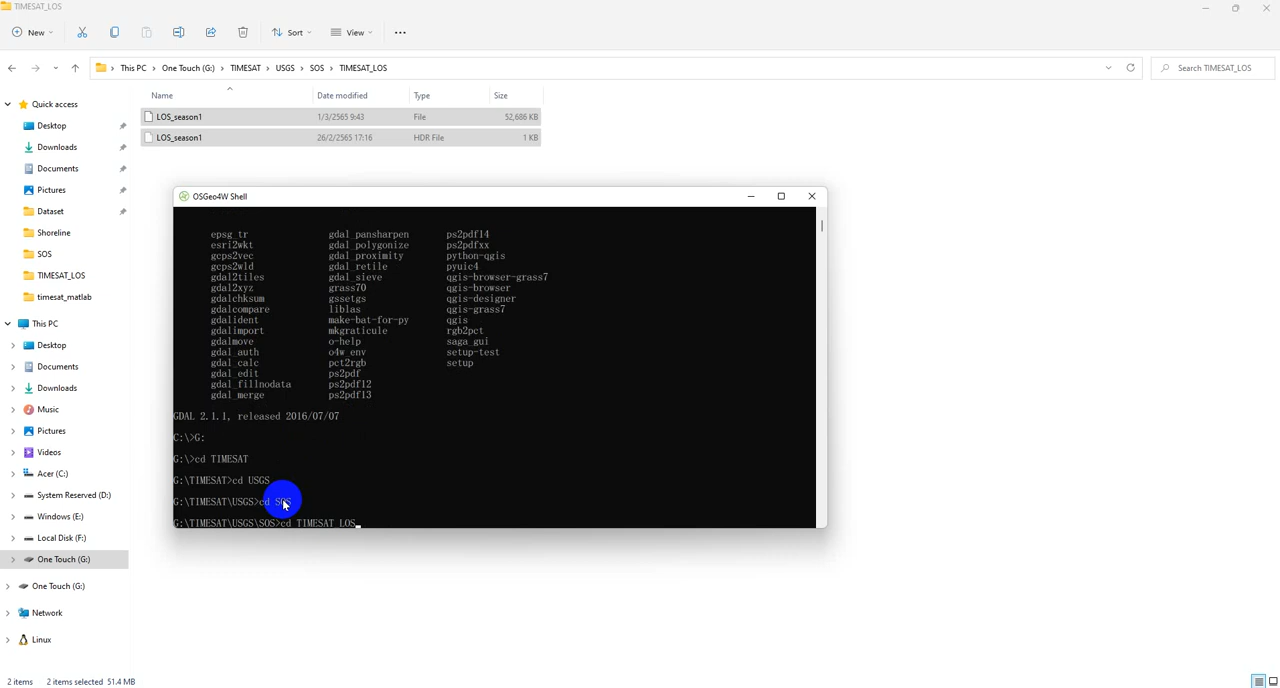 TIMESAT_LOS
New
Sort
View
This PC > One Touch (G:) > TIMESAT > USGS > SOS > TIMESAT_LOS
Search TIMESAT_LOS
Name Date modified Type Size
LOS_season1 1/3/2565 9:43 File 52,686 KB
LOS_season1 26/2/2565 17:16 HDR File 1 KB
Quick access
Desktop
Downloads
Documents
Pictures
Dataset
Shoreline
SOS
TIMESAT_LOS
timesat_matlab
This PC
Desktop
Documents
Downloads
Music
Pictures
Videos
Acer (C:)
System Reserved (D:)
Windows (E:)
Local Disk (F:)
One Touch (G:)
One Touch (G:)
Network
Linux
OSGeo4W Shell
epsg_tr gdal_pansharpen ps2pdf14
esri2wkt gdal_polygonize ps2pdfxx
gcps2vec gdal_proximity python-qgis
gcps2wld gdal_retile pyuic4
gdal2tiles gdal_sieve qgis-browser-grass7
gdal2xyz grass70 qgis-browser
gdalchksum gssetgs qgis-designer
gdalcompare liblas qgis-grass7
gdalident make-bat-for-py qgis
gdalimport mkgraticule rgb2pct
gdalmove o-help saga_gui
gdal_auth o4w_env setup-test
gdal_calc pct2rgb setup
gdal_edit ps2pdf
gdal_fillnodata ps2pdf12
gdal_merge ps2pdf13
GDAL 2.1.1, released 2016/07/07
C:\>G:
G:\>cd TIMESAT
G:\TIMESAT>cd USGS
G:\TIMESAT\USGS>cd SOS
G:\TIMESAT\USGS\SOS>cd TIMESAT_LOS
2 items 2 items selected 51.4 MB